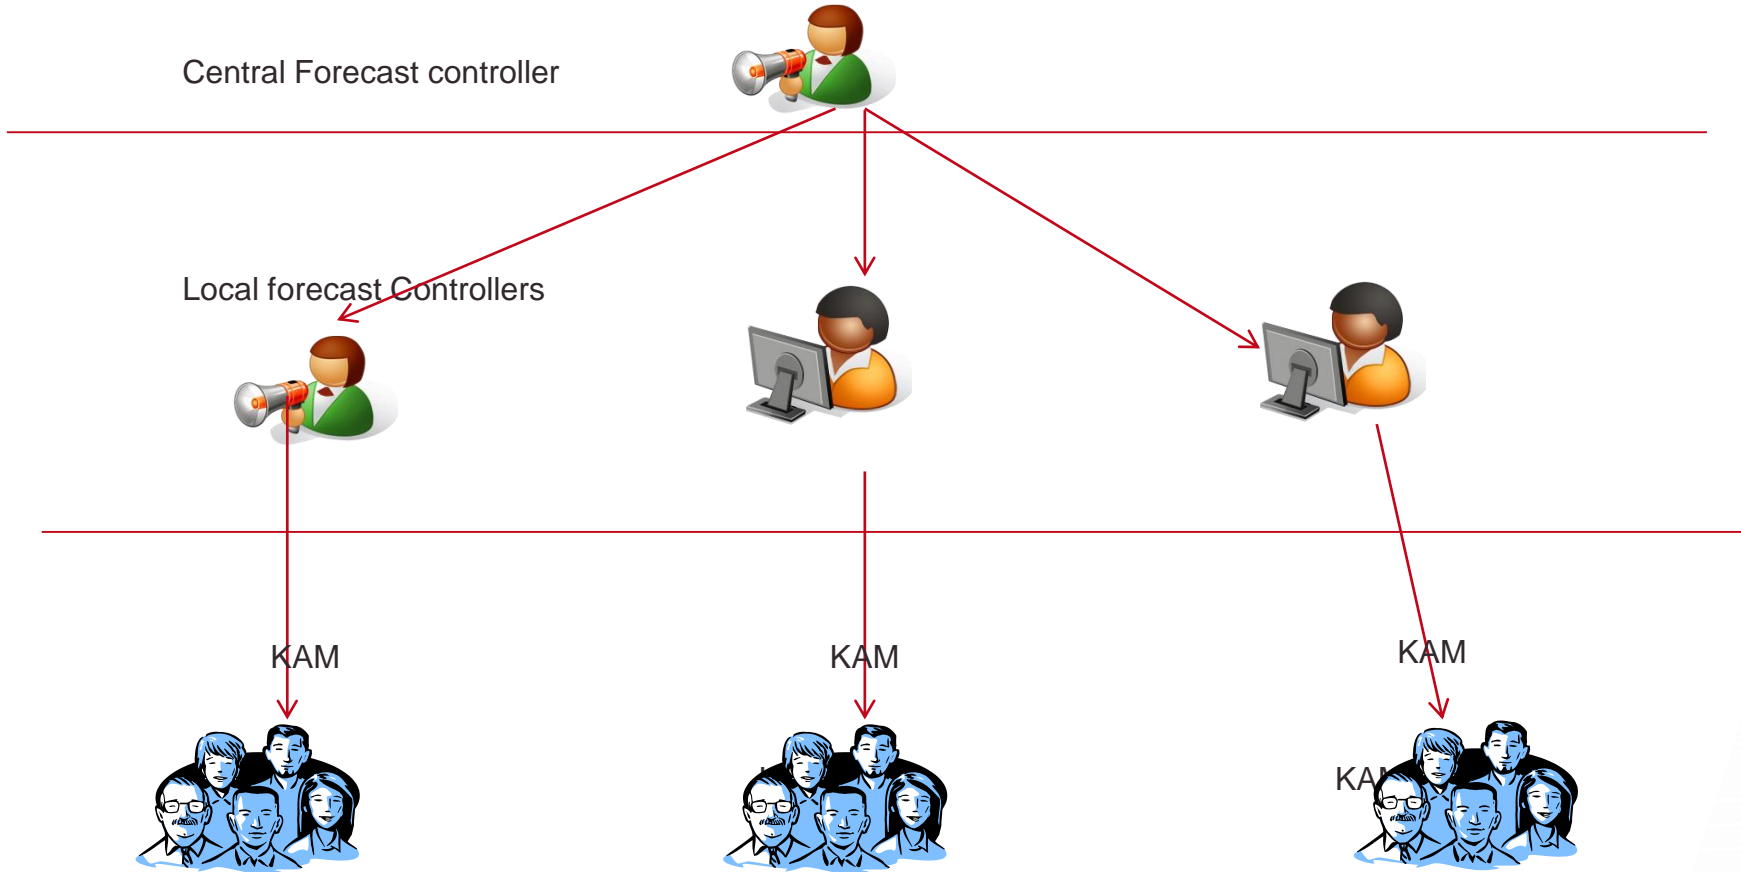 Central Forecast controller
Local forecast Controllers
KAM
KAM
KAM